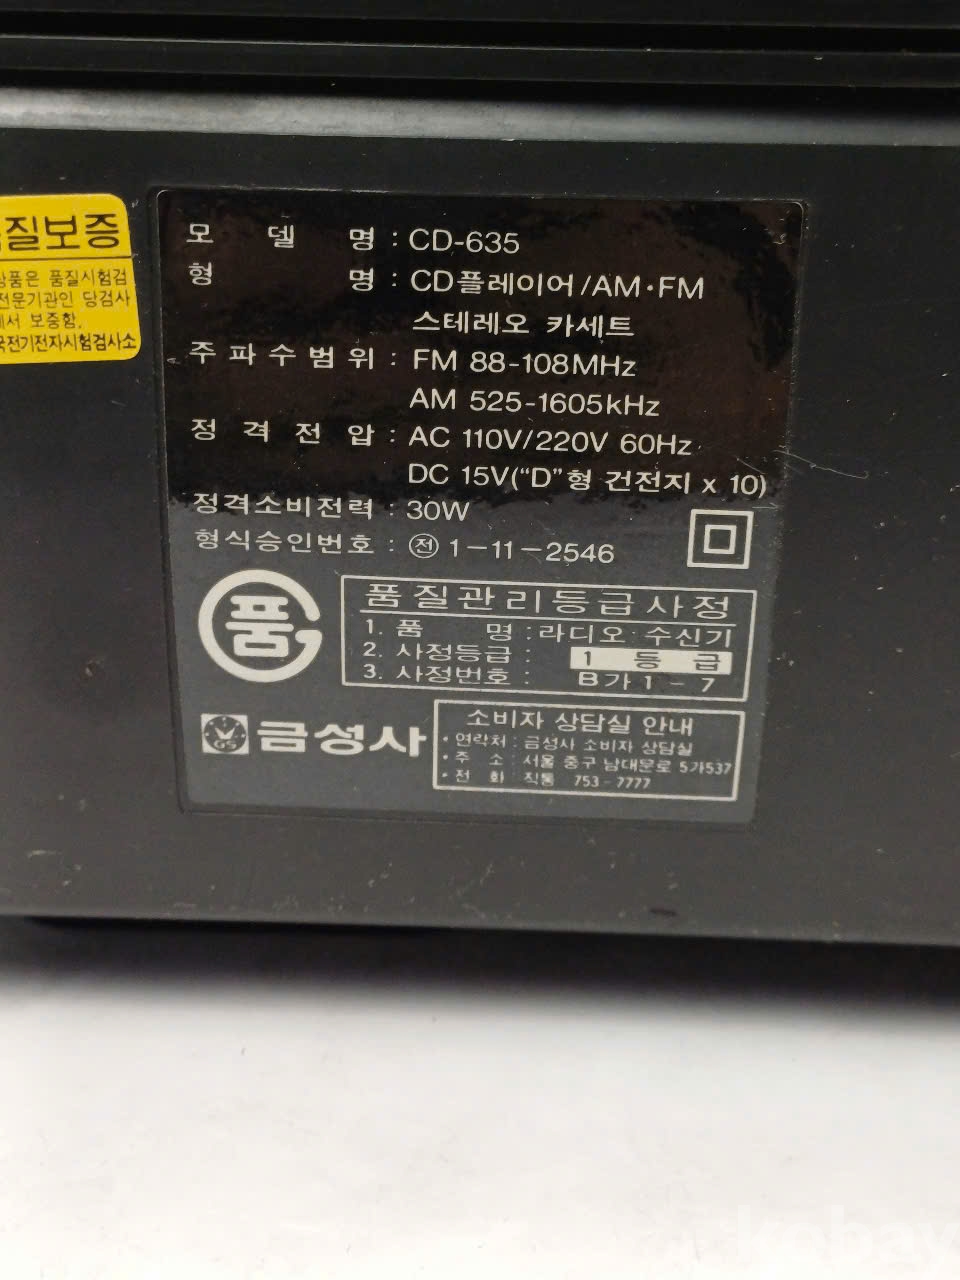 질보증
상품은 품질시험검
전문기관인 당검사
에서 보증함.
국전기전자시험검사소
모 델 명 : CD-635
형 명 : CD플레이어/AM·FM
스테레오 카세트
주파수범위 : FM 88-108MHz
AM 525-1605kHz
정격전압 : AC 110V/220V 60Hz
DC 15V("D"형 건전지 x 10)
정격소비전력 : 30W
형식승인번호 : ㉠ 1-11-2546
품
품질관리등급사정
1. 품 명 : 라디오 수신기
2. 사정등급 : 1 등급
3. 사정번호 : B가 1-7
GS 금성사
소비자 상담실 안내
· 연락처 : 금성사 소비자 상담실
· 주 소 : 서울 중구 남대문로 5가537
· 전 화 : 직통 753-7777
kobay